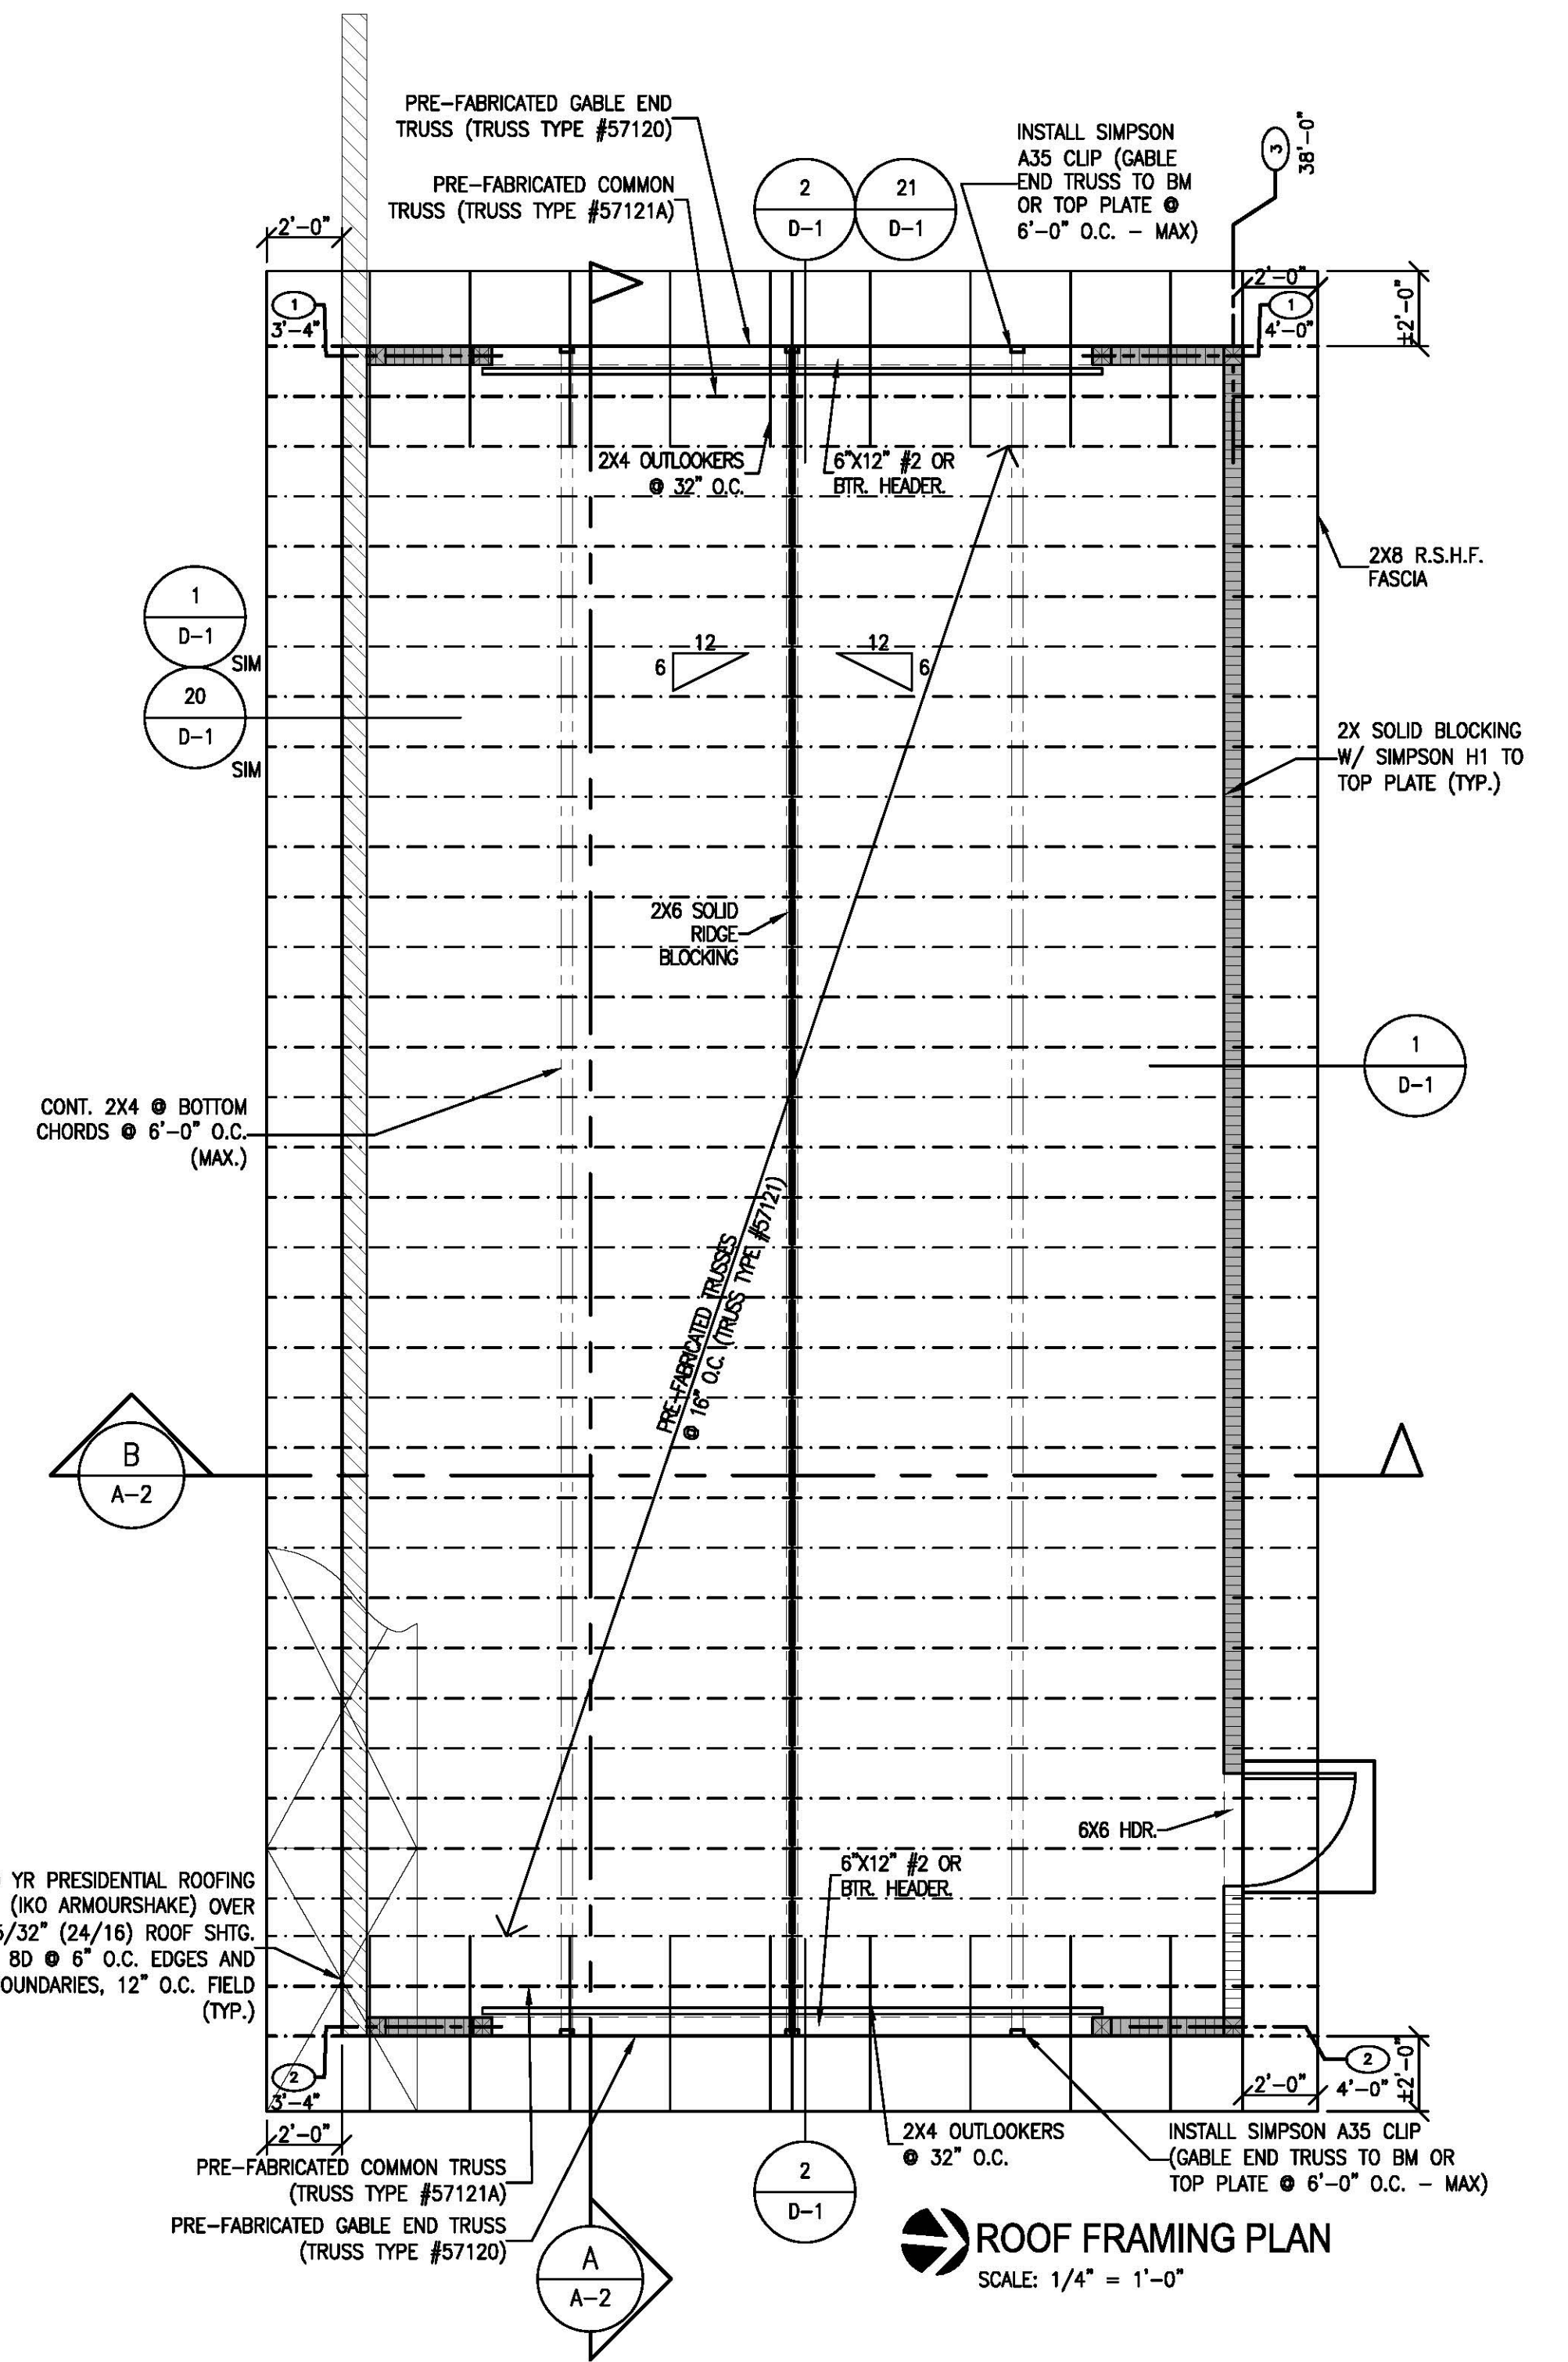 PRE-FABRICATED GABLE END
TRUSS (TRUSS TYPE #57120)
PRE-FABRICATED COMMON
TRUSS (TRUSS TYPE #57121A)
2
D-1
21
D-1
INSTALL SIMPSON
A35 CLIP (GABLE
END TRUSS TO BM
OR TOP PLATE @
6'-0" O.C. - MAX)
3
38'-0"
2'-0"
2'-0"
±2'-0"
1
3'-4"
1
4'-0"
2X4 OUTLOOKERS
@ 32" O.C.
6"X12" #2 OR
BTR. HEADER.
2X8 R.S.H.F.
FASCIA
1
D-1
SIM
20
D-1
SIM
12
6
12
6
2X SOLID BLOCKING
W/ SIMPSON H1 TO
TOP PLATE (TYP.)
2X6 SOLID
RIDGE
BLOCKING
1
D-1
CONT. 2X4 @ BOTTOM
CHORDS @ 6'-0" O.C.
(MAX.)
PRE-FABRICATED TRUSSES
@ 16" O.C. (TRUSS TYPE #57121)
B
A-2
6X6 HDR.
6"X12" #2 OR
BTR. HEADER.
YR PRESIDENTIAL ROOFING
(IKO ARMOURSHAKE) OVER
/32" (24/16) ROOF SHTG.
8D @ 6" O.C. EDGES AND
OUNDARIES, 12" O.C. FIELD
(TYP.)
2
3'-4"
2'-0"
2
4'-0"
2'-0"
±2'-0"
PRE-FABRICATED COMMON TRUSS
(TRUSS TYPE #57121A)
PRE-FABRICATED GABLE END TRUSS
(TRUSS TYPE #57120)
2X4 OUTLOOKERS
@ 32" O.C.
INSTALL SIMPSON A35 CLIP
(GABLE END TRUSS TO BM OR
TOP PLATE @ 6'-0" O.C. - MAX)
2
D-1
A
A-2
ROOF FRAMING PLAN
SCALE: 1/4" = 1'-0"